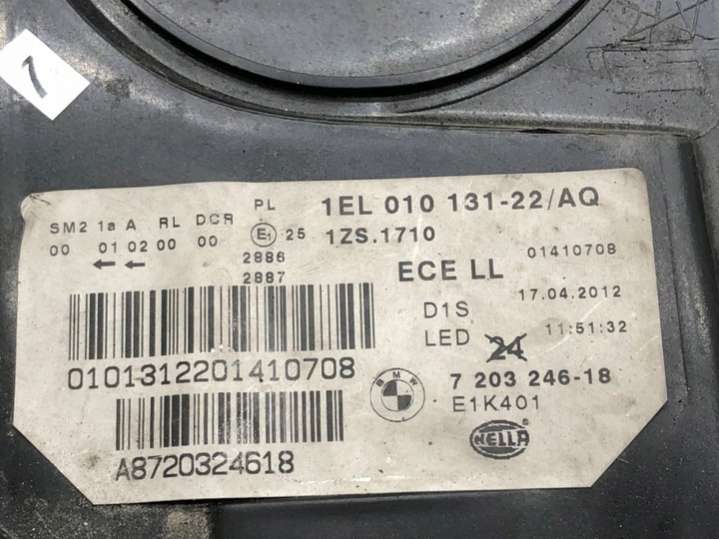 1
SM2 1a A RL DCR PL
00 01 02 00 00 E1 25
2886
2887
1EL 010 131-22/AQ
1ZS.1710
01410708
ECE LL
17.04.2012
D1S
11:51:32
LED 24
0101312201410708
BMW
7 203 246-18
E1K401
HELLA
A8720324618